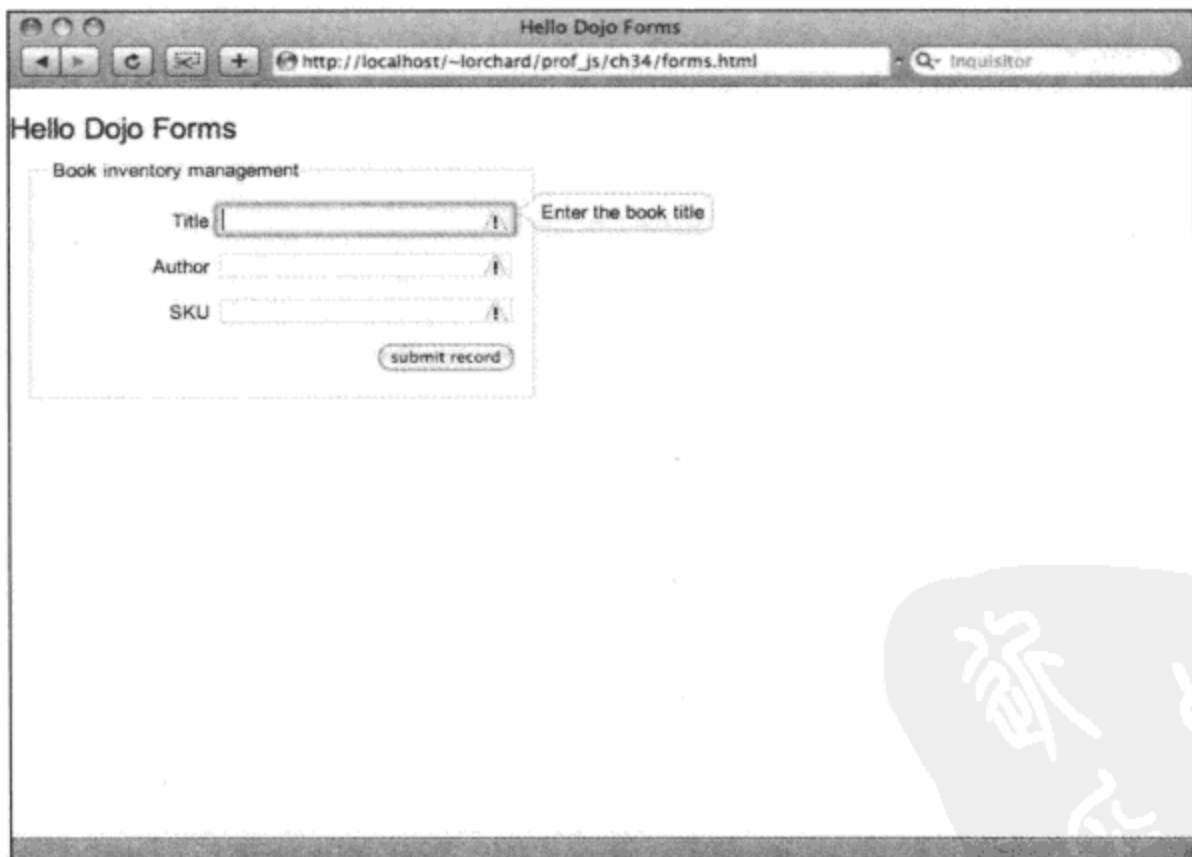 Hello Dojo Forms
http://localhost/~lorchard/prof_js/ch34/forms.html
Inquisitor
Hello Dojo Forms
Book inventory management
Title
Enter the book title
Author
SKU
submit record